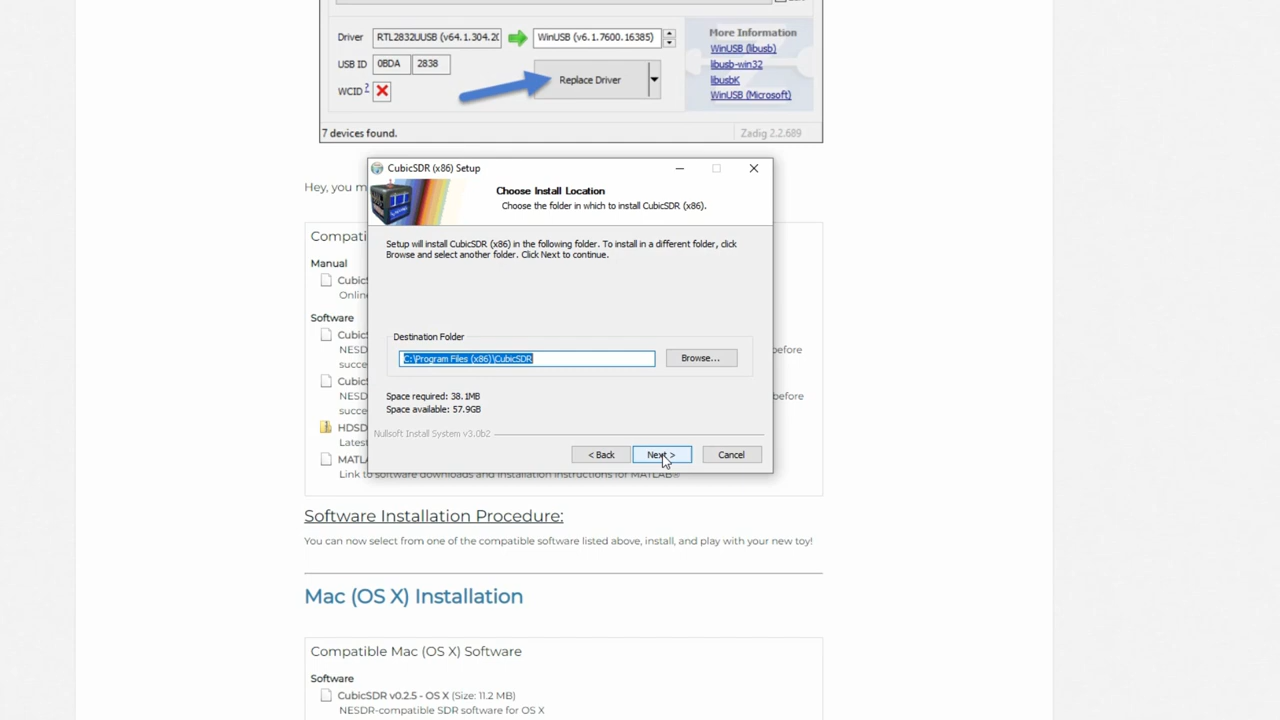 Driver RTL2832UUSB (v64.1.304.20 WinUSB (v6.1.7600.16385)
USB ID 0BDA 2838
WCID ?
Replace Driver
More Information
WinUSB (libusb)
libusb-win32
libusbK
WinUSB (Microsoft)
7 devices found.
Zadig 2.2.689
Hey, you m
CubicSDR (x86) Setup
Choose Install Location
Choose the folder in which to install CubicSDR (x86).
Setup will install CubicSDR (x86) in the following folder. To install in a different folder, click
Browse and select another folder. Click Next to continue.
Destination Folder
C:\Program Files (x86)\CubicSDR
Browse...
Space required: 38.1MB
Space available: 57.9GB
Nullsoft Install System v3.0b2
< Back
Next >
Cancel
Compati
Manual
Cubic
Online
Software
Cubic
NESD
before
succe
Cubic
NESD
before
succe
HDSD
Latest
MATL
Link to software downloads and installation instructions for MATLAB®
Software Installation Procedure:
You can now select from one of the compatible software listed above, install, and play with your new toy!
Mac (OS X) Installation
Compatible Mac (OS X) Software
Software
CubicSDR v0.2.5 - OS X (Size: 11.2 MB)
NESDR-compatible SDR software for OS X